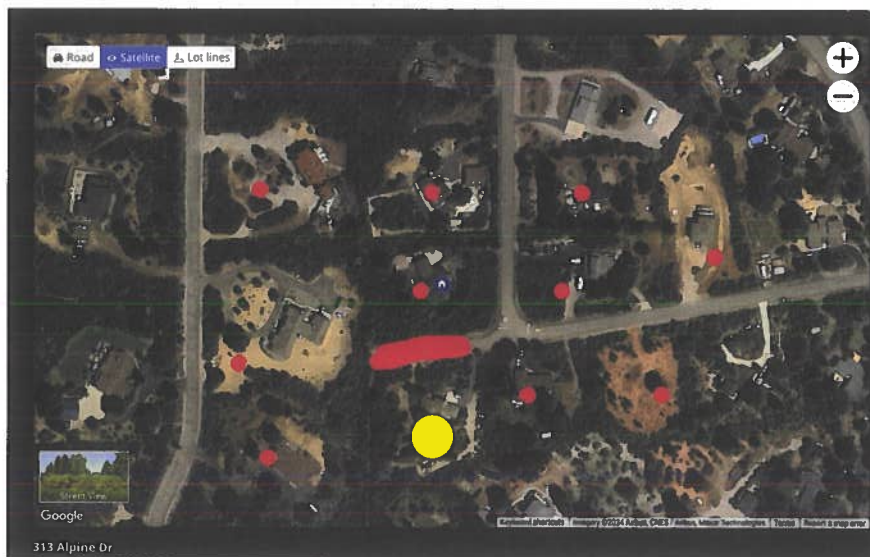 Road Satellite Lot lines
+
−
Street View
Google
Keyboard shortcuts Imagery ©2024 Airbus, CNES / Airbus, Maxar Technologies Terms Report a map error
313 Alpine Dr